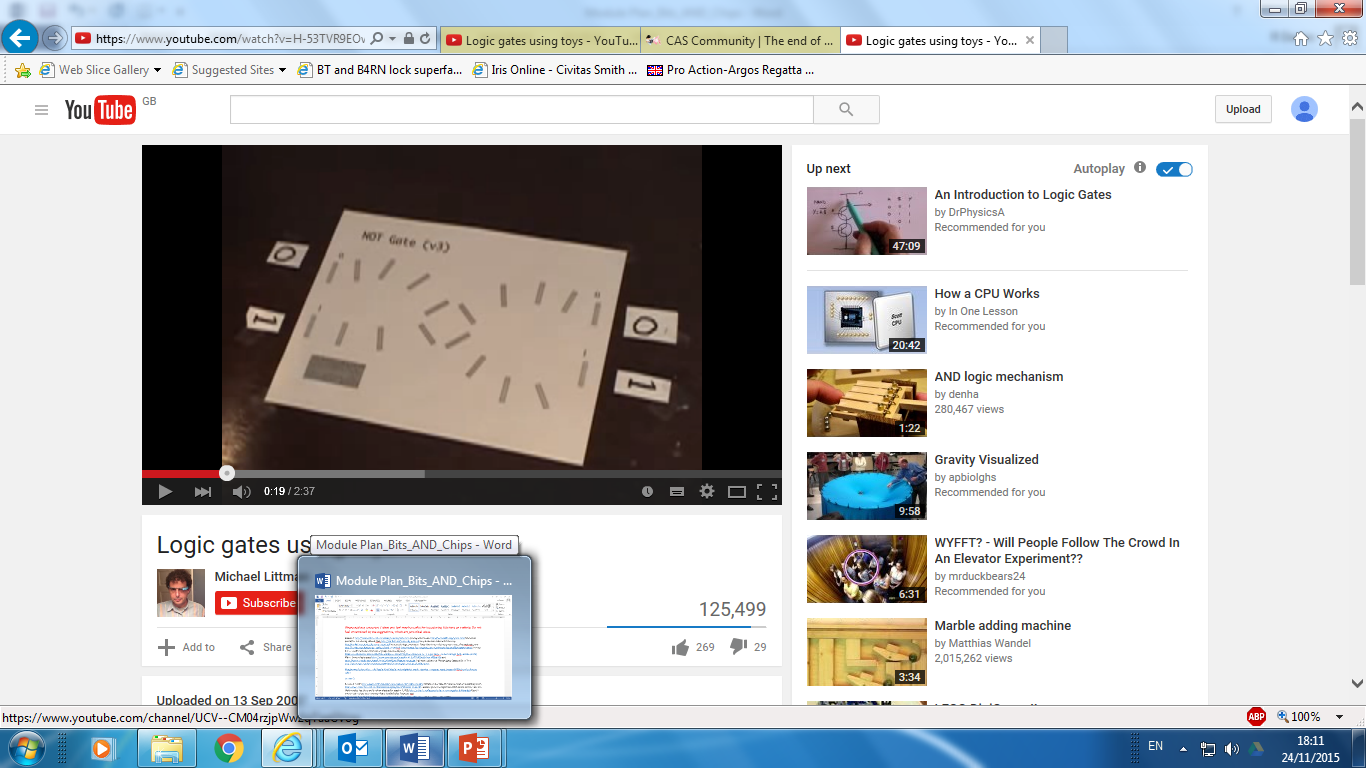 https://www.youtube.com/watch?v=H-53TVR9EOv
Logic gates using toys - YouTu...
CAS Community | The end of ...
Logic gates using toys - Yo...
Web Slice Gallery
Suggested Sites
BT and B4RN lock superfa...
Iris Online - Civitas Smith ...
Pro Action-Argos Regatta ...
YouTube GB
Upload
NOT Gate (v3)
0
1
0
1
0:19 / 2:37
Up next
Autoplay
An Introduction to Logic Gates
by DrPhysicsA
Recommended for you
47:09
How a CPU Works
by In One Lesson
Recommended for you
Scott CPU
20:42
AND logic mechanism
by denha
280,467 views
1:22
Gravity Visualized
by apbiolghs
Recommended for you
9:58
WYFFT? - Will People Follow The Crowd In
An Elevator Experiment??
by mrduckbears24
Recommended for you
6:31
Marble adding machine
by Matthias Wandel
2,015,262 views
3:34
Logic gates us
Module Plan_Bits_AND_Chips - Word
Michael Littma
Subscribe
Module Plan_Bits_AND_Chips - ...
125,499
Add to
Share
269
29
Uploaded on 13 Sep 200
https://www.youtube.com/channel/UCV--CM04rzjpWw
ABP
100%
EN
18:11
24/11/2015